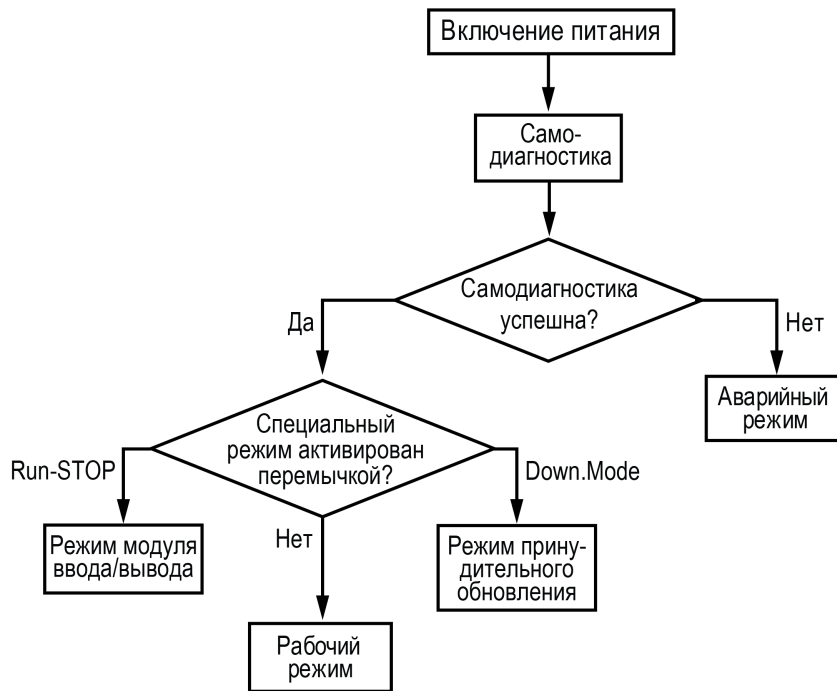 Включение питания
Само-
диагностика
Самодиагностика
успешна?
Да
Нет
Аварийный
режим
Специальный
режим активирован
перемычкой?
Run-STOP
Down.Mode
Нет
Режим модуля
ввода/вывода
Режим прину-
дительного
обновления
Рабочий
режим